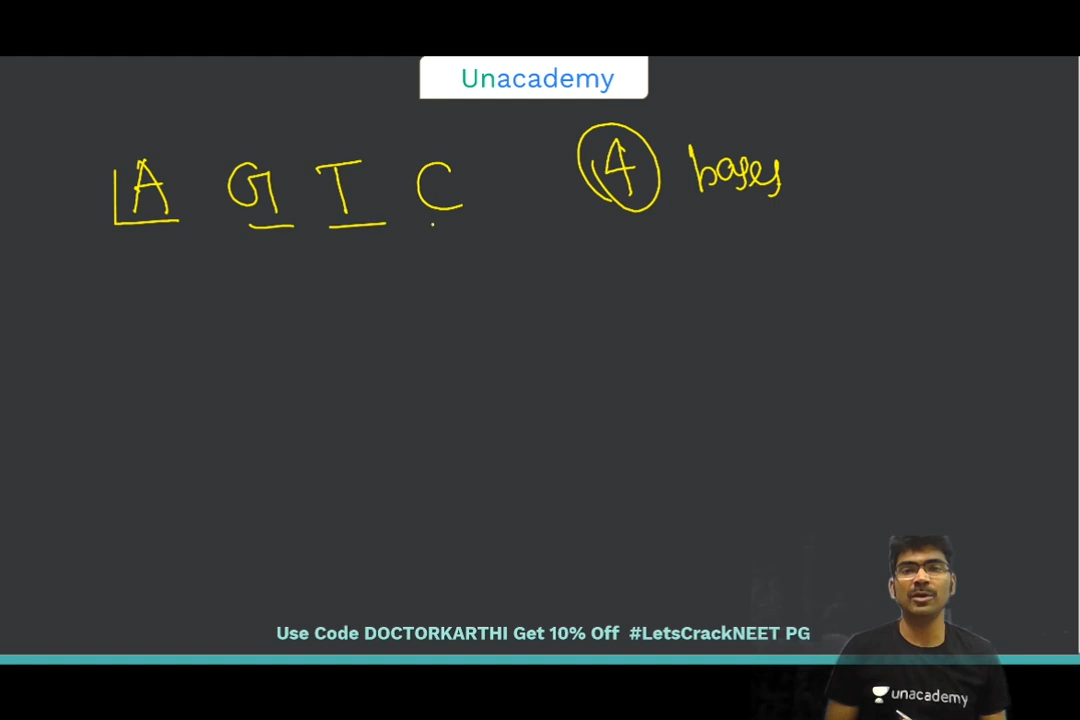 Unacademy
A G T C 4 bases
Use Code DOCTORKARTHI Get 10% Off #LetsCrackNEET PG
unacademy